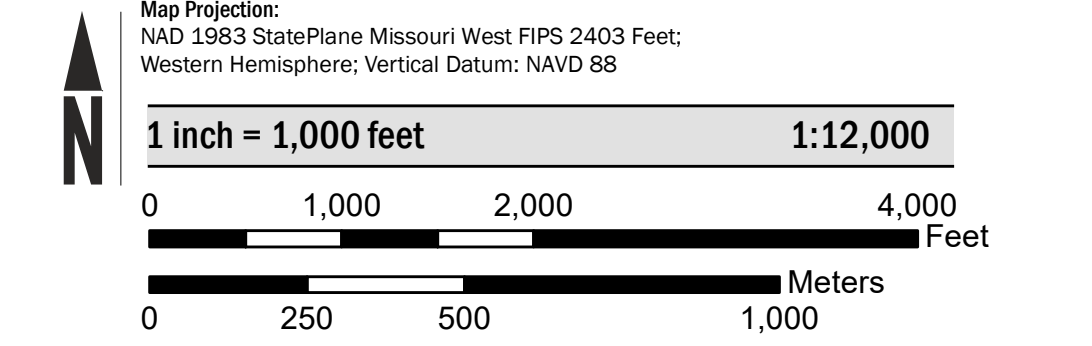 Map Projection:
NAD 1983 StatePlane Missouri West FIPS 2403 Feet;
Western Hemisphere; Vertical Datum: NAVD 88
N
1 inch = 1,000 feet 1:12,000
0 1,000 2,000 4,000
Feet
Meters
0 250 500 1,000